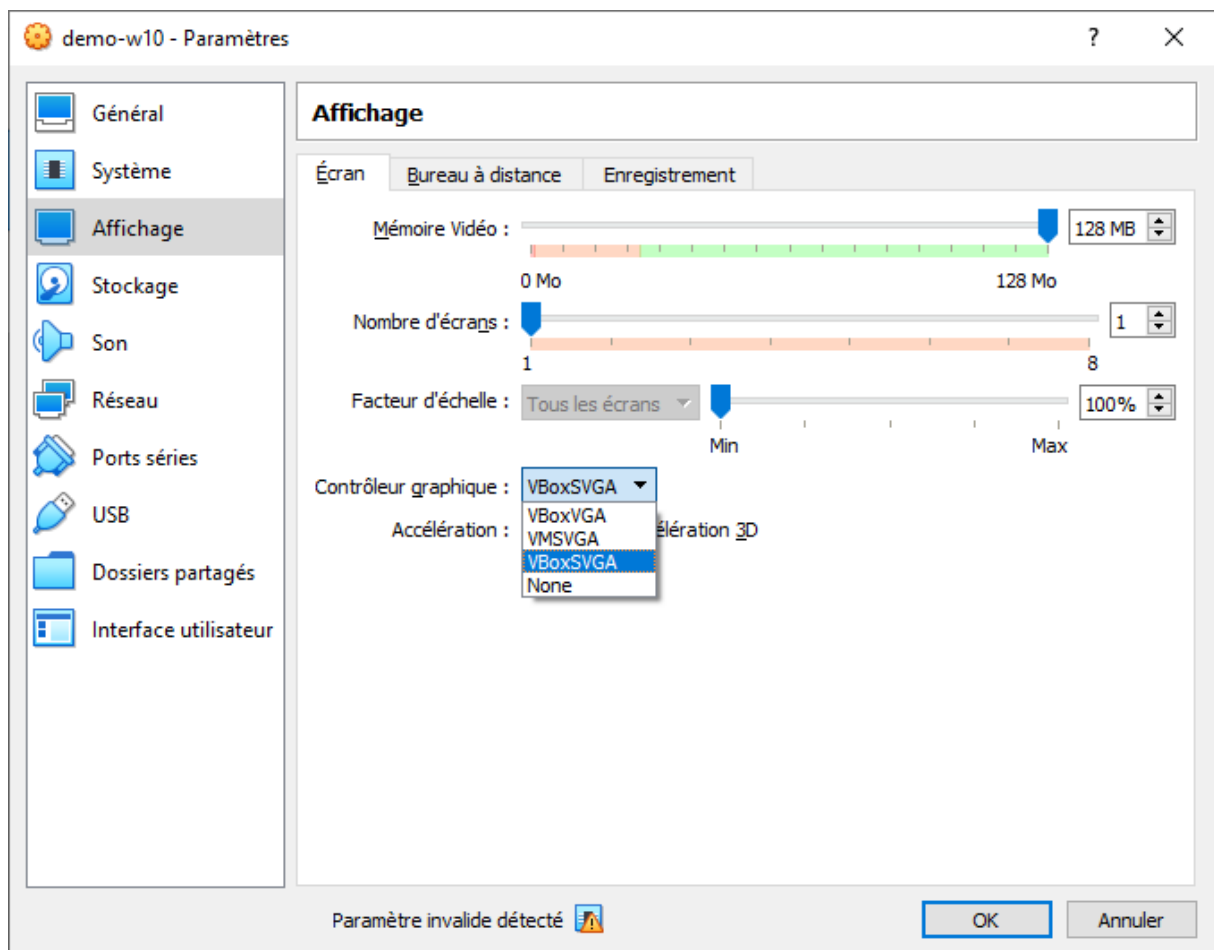 demo-w10 - Paramètres
?
Général
Système
Affichage
Stockage
Son
Réseau
Ports séries
USB
Dossiers partagés
Interface utilisateur
Affichage
Écran Bureau à distance Enregistrement
Mémoire Vidéo : 128 MB
0 Mo 128 Mo
Nombre d'écrans : 1
1 8
Facteur d'échelle : Tous les écrans 100%
Min Max
Contrôleur graphique : VBoxSVGA
VBoxVGA
VMSVGA
VBoxSVGA
None
Accélération : élération 3D
Paramètre invalide détecté OK Annuler